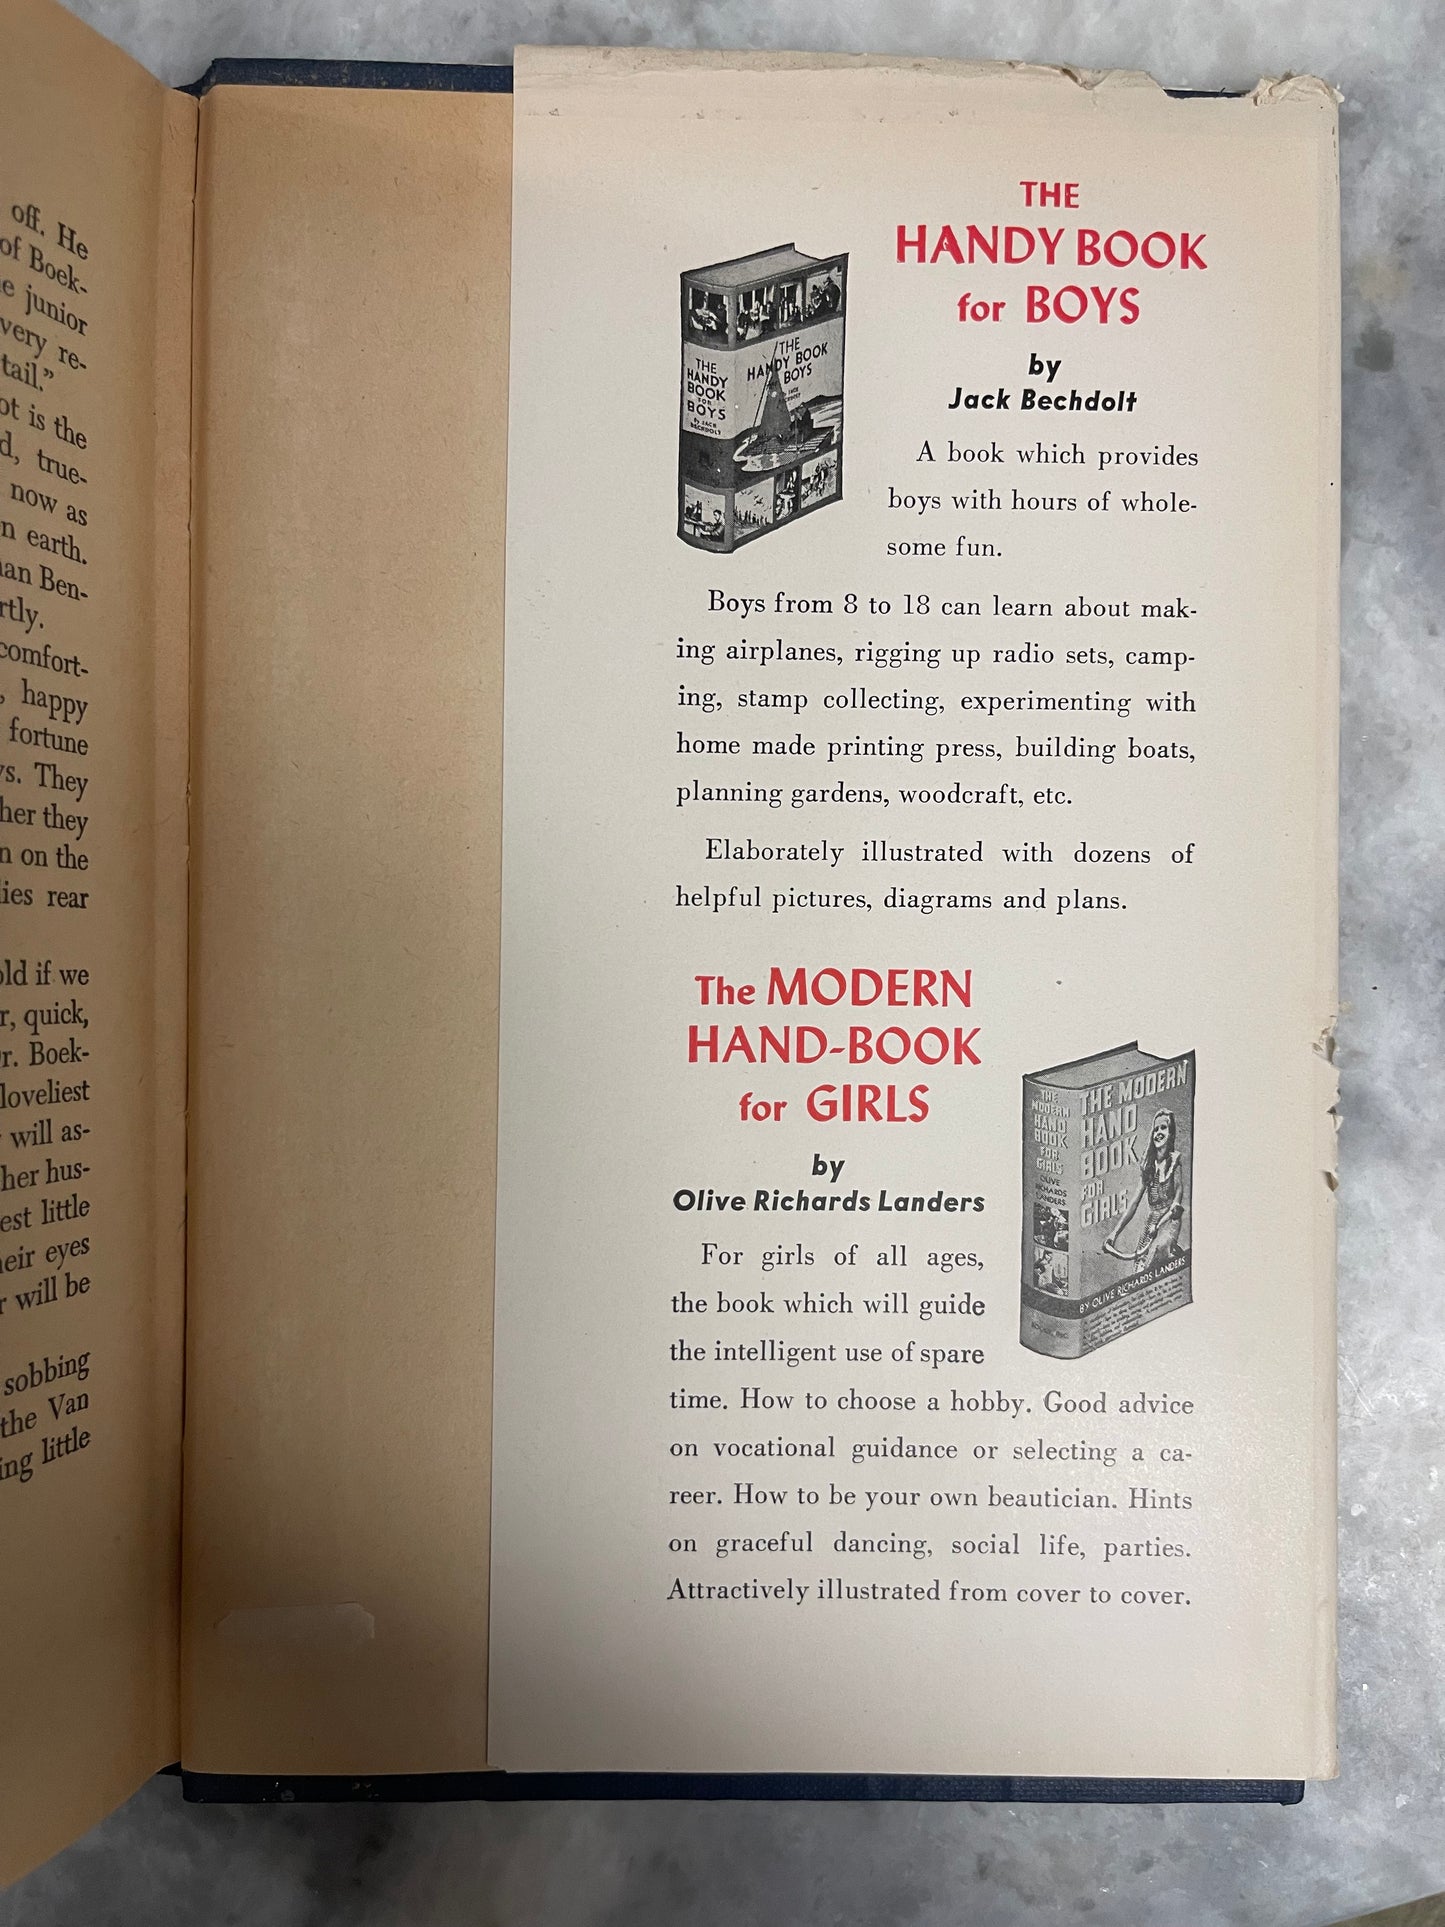 off. He
of Boek-
e junior
very re-
tail.”
ot is the
d, true-
now as
n earth.
an Ben-
rtly.
comfort-
, happy
fortune
s. They
her they
n on the
lies rear
old if we
r, quick,
r. Boek-
loveliest
will as-
her hus-
est little
eir eyes
r will be
sobbing
the Van
ing little
THE
HANDY BOOK
for BOYS
by
Jack Bechdolt
THE
HANDY
BOOK
FOR
BOYS
By JACK
BECHDOLT
THE
HANDY BOOK
BOYS
A book which provides
boys with hours of whole-
some fun.
Boys from 8 to 18 can learn about mak-
ing airplanes, rigging up radio sets, camp-
ing, stamp collecting, experimenting with
home made printing press, building boats,
planning gardens, woodcraft, etc.
Elaborately illustrated with dozens of
helpful pictures, diagrams and plans.
The MODERN
HAND-BOOK
for GIRLS
by
Olive Richards Landers
THE
MODERN
HAND
BOOK
FOR
GIRLS
OLIVE
RICHARDS
LANDERS
THE MODERN
HAND
BOOK
FOR
GIRLS
BY OLIVE RICHARDS LANDERS
For girls of all ages,
the book which will guide
the intelligent use of spare
time. How to choose a hobby. Good advice
on vocational guidance or selecting a ca-
reer. How to be your own beautician. Hints
on graceful dancing, social life, parties.
Attractively illustrated from cover to cover.